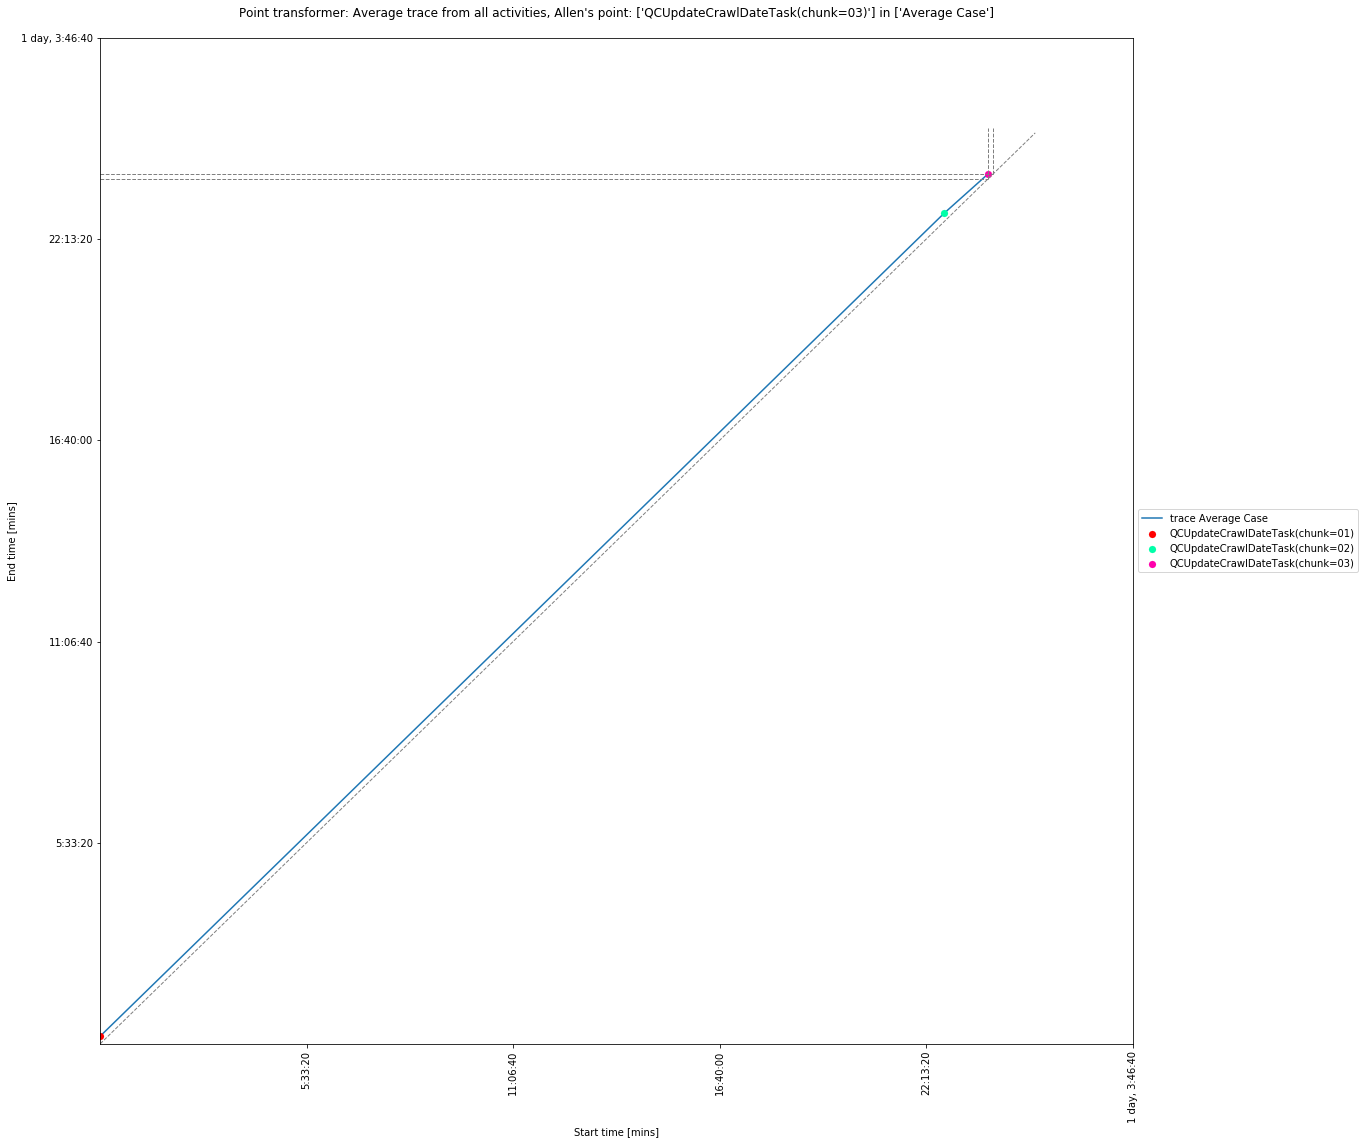 Point transformer: Average trace from all activities, Allen's point: ['QCUpdateCrawlDateTask(chunk=03)'] in ['Average Case']
1 day, 3:46:40
22:13:20
16:40:00
11:06:40
5:33:20
End time [mins]
trace Average Case
QCUpdateCrawlDateTask(chunk=01)
QCUpdateCrawlDateTask(chunk=02)
QCUpdateCrawlDateTask(chunk=03)
5:33:20
11:06:40
16:40:00
22:13:20
1 day, 3:46:40
Start time [mins]